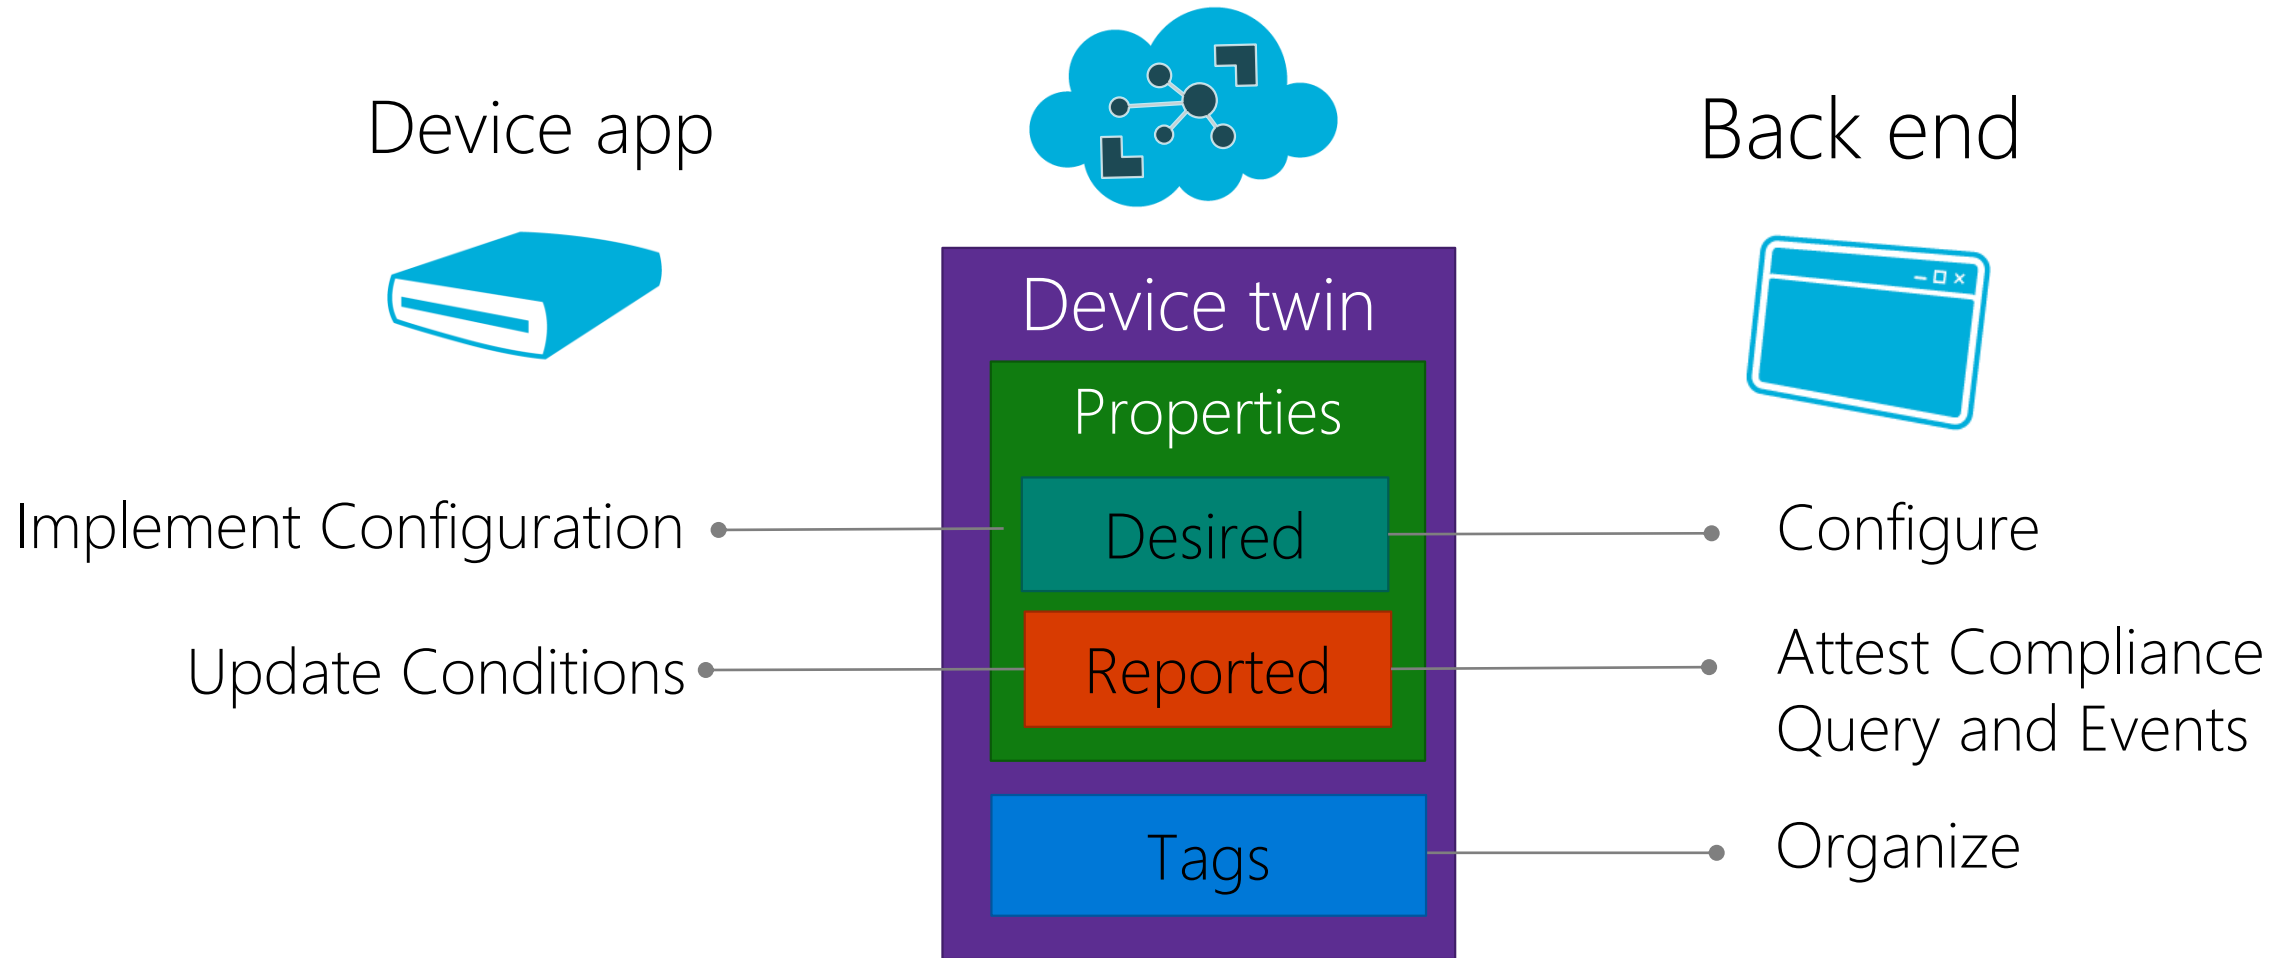 Device app
Back end
Device twin
Properties
Implement Configuration
Desired
Configure
Update Conditions
Reported
Attest Compliance
Query and Events
Tags
Organize